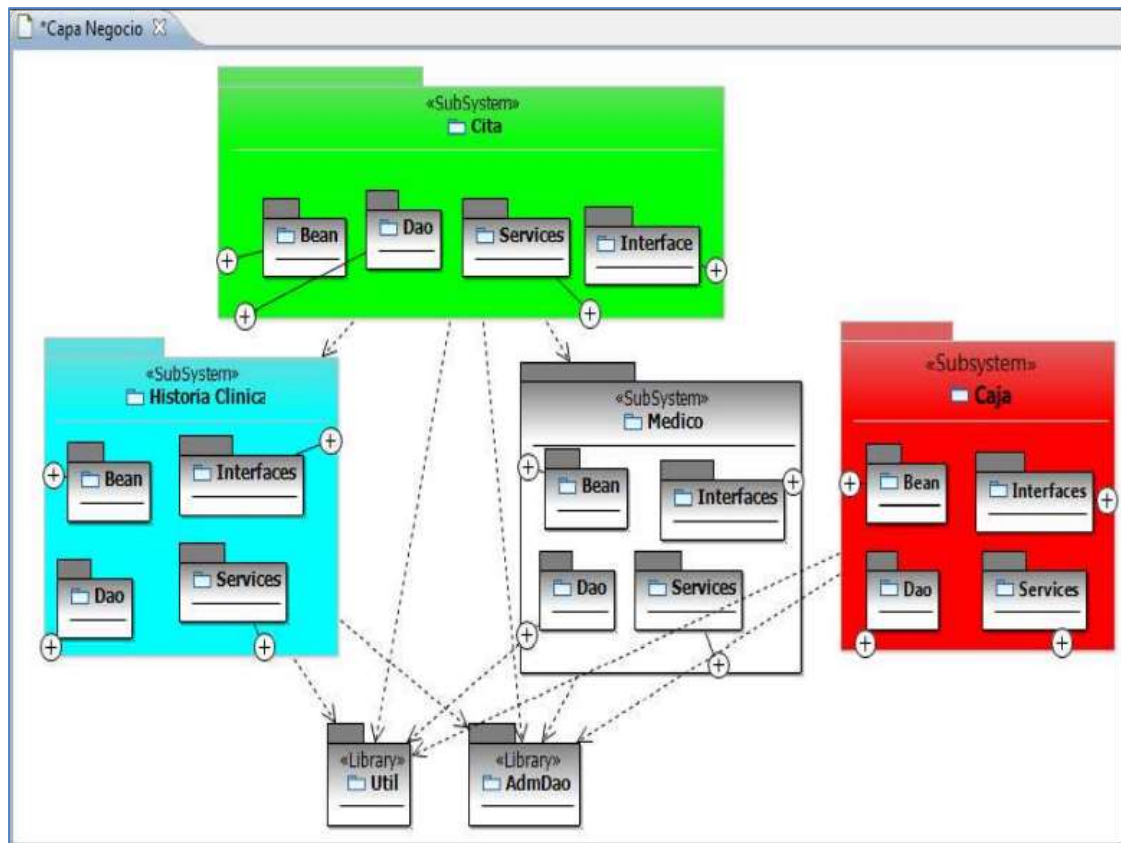 *Capa Negocio
«SubSystem»
Cita
Bean
Dao
Services
Interface
«SubSystem»
Historia Clinica
Bean
Interfaces
Dao
Services
«SubSystem»
Medico
Bean
Interfaces
Dao
Services
«Subsystem»
Caja
Bean
Interfaces
Dao
Services
«Library»
Util
«Library»
AdmDao